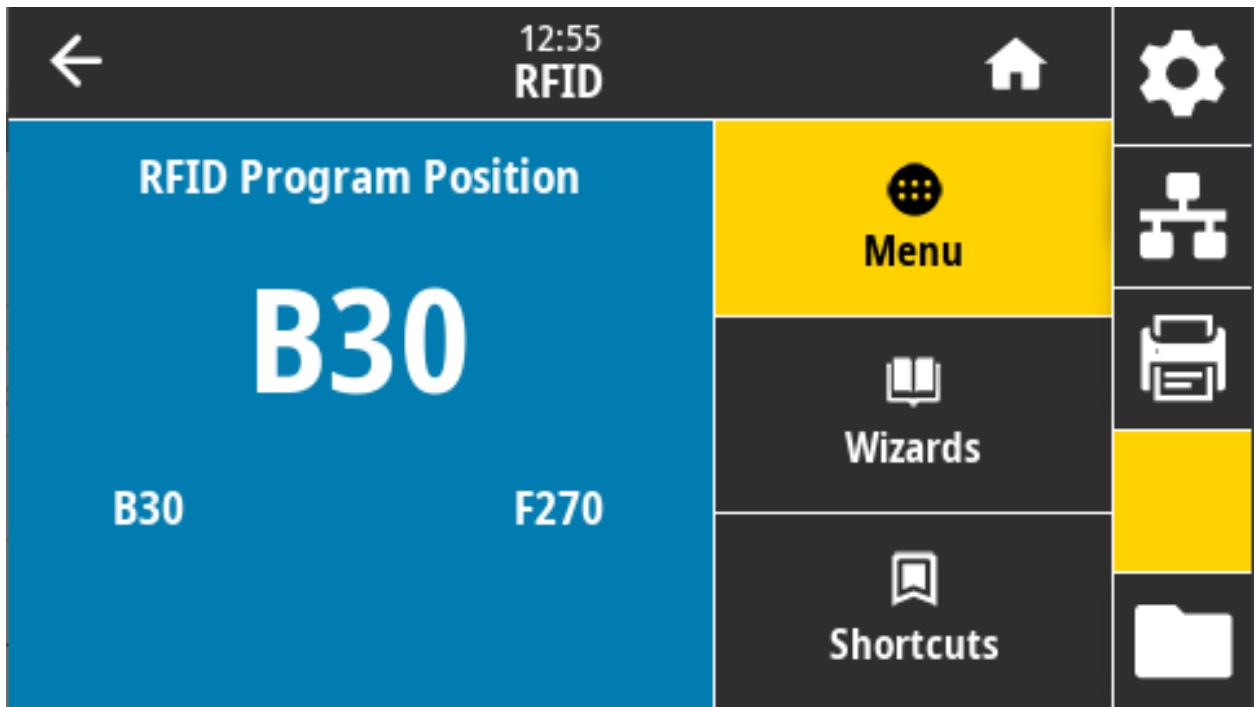 12:55
RFID
RFID Program Position
B30
B30 F270
Menu
Wizards
Shortcuts